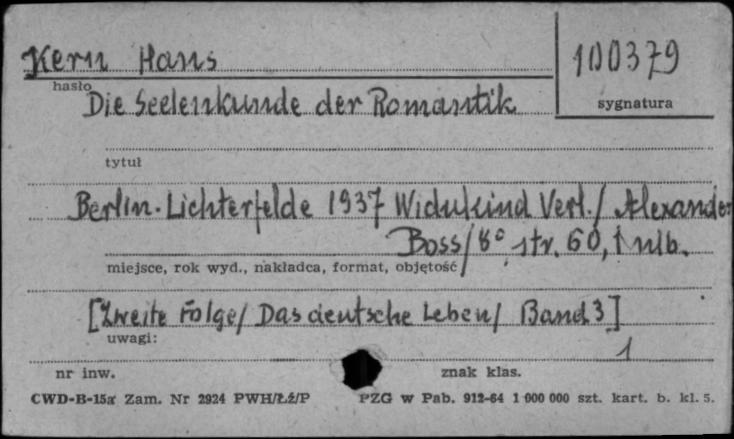 Kern Hans
100379
hasło
sygnatura
Die Seelenkunde der Romantik
tytuł
Berlin-Lichterfelde 1937 Widukind Verl./ Alexander
Boss/ 8° str. 60, 1 nlb.
miejsce, rok wyd., nakładca, format, objętość
[Zweite Folge/ Das deutsche Leben/ Band 3]
uwagi:
1
nr inw. znak klas.
CWD-B-15a Zam. Nr 2924 PWH/Łź/P PZG w Pab. 912-64 1 000 000 szt. kart. b. kl. 5.